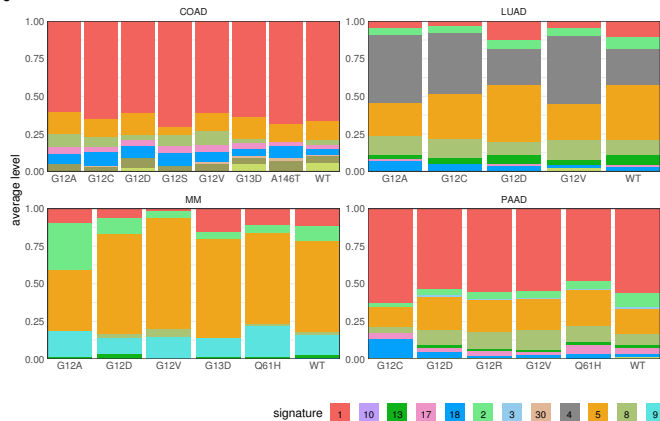 COAD
LUAD
1.00
0.75
0.50
0.25
0.00
G12A G12C G12D G12S G12V G13D A146T WT
1.00
0.75
0.50
0.25
0.00
G12A G12C G12D G12V WT
average level
MM
PAAD
1.00
0.75
0.50
0.25
0.00
G12A G12D G12V G13D Q61H WT
1.00
0.75
0.50
0.25
0.00
G12C G12D G12R G12V Q61H WT
signature 1 10 13 17 18 2 3 30 4 5 8 9